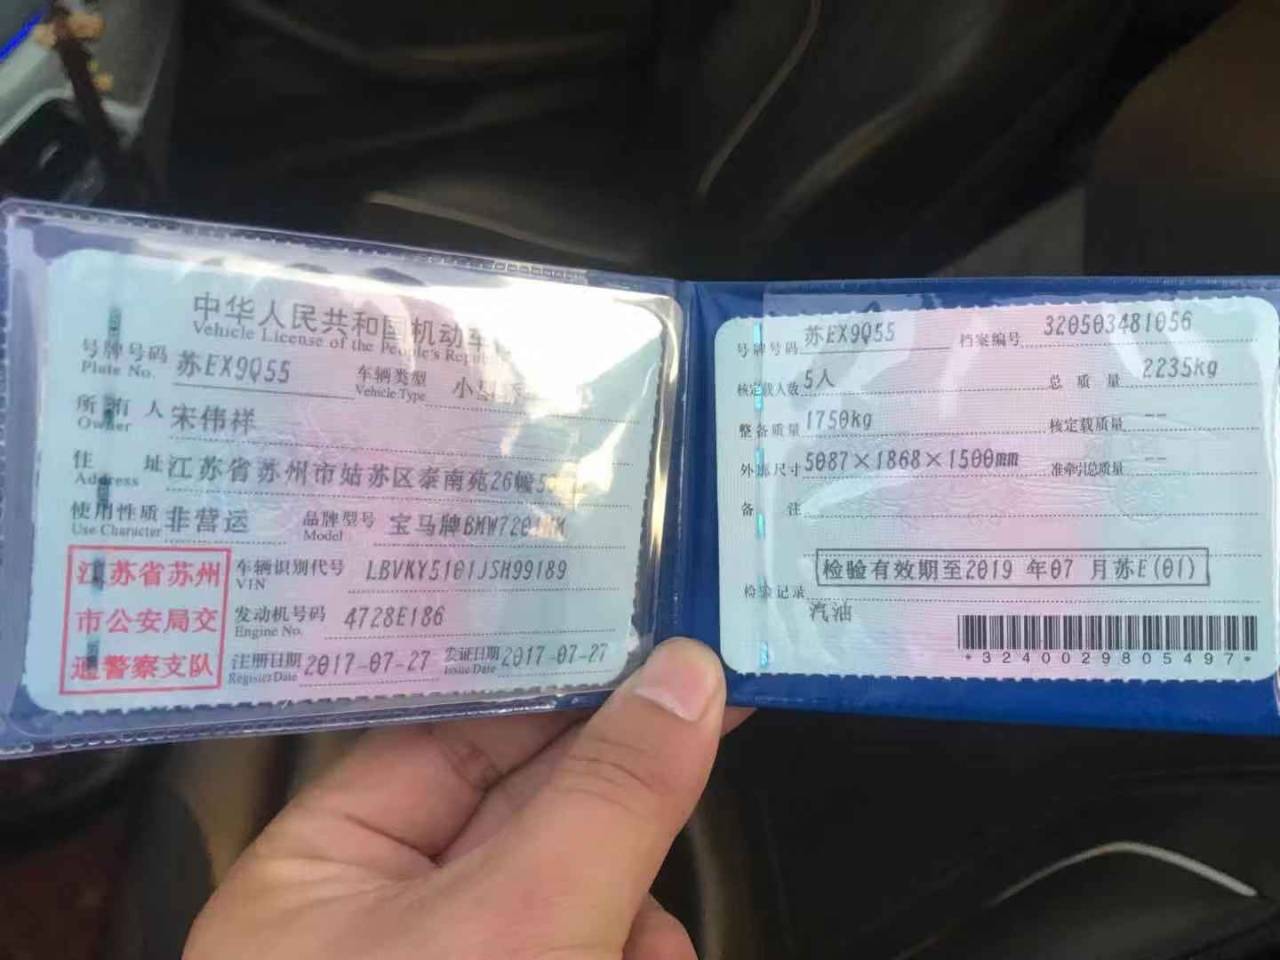 中华人民共和国机动车
Vehicle License of the People's Repu
号牌号码 苏EX9Q55 车辆类型 小型
Plate No. Vehicle Type
所有人 宋伟祥
Owner
住址 江苏省苏州市姑苏区泰南苑26幢
Address
使用性质 非营运 品牌型号 宝马牌
Use Character Model
江苏省苏州
市公安局交
通警察支队
车辆识别代号 LBVKY5101JSH99189
VIN
发动机号码 4728E186
Engine No.
注册日期 2017-07-27 发证日期 2017-07-27
Register Date Issue Date
号牌号码 苏EX9Q55 档案编号 320503481056
核定载人数 5人 总质量 2235kg
整备质量 1750kg 核定载质量 --
外廓尺寸 5087×1868×1500mm 准牵引总质量 --
备注
检验有效期至2019 年07 月苏E(01)
检验记录
汽油
*3240029805497*